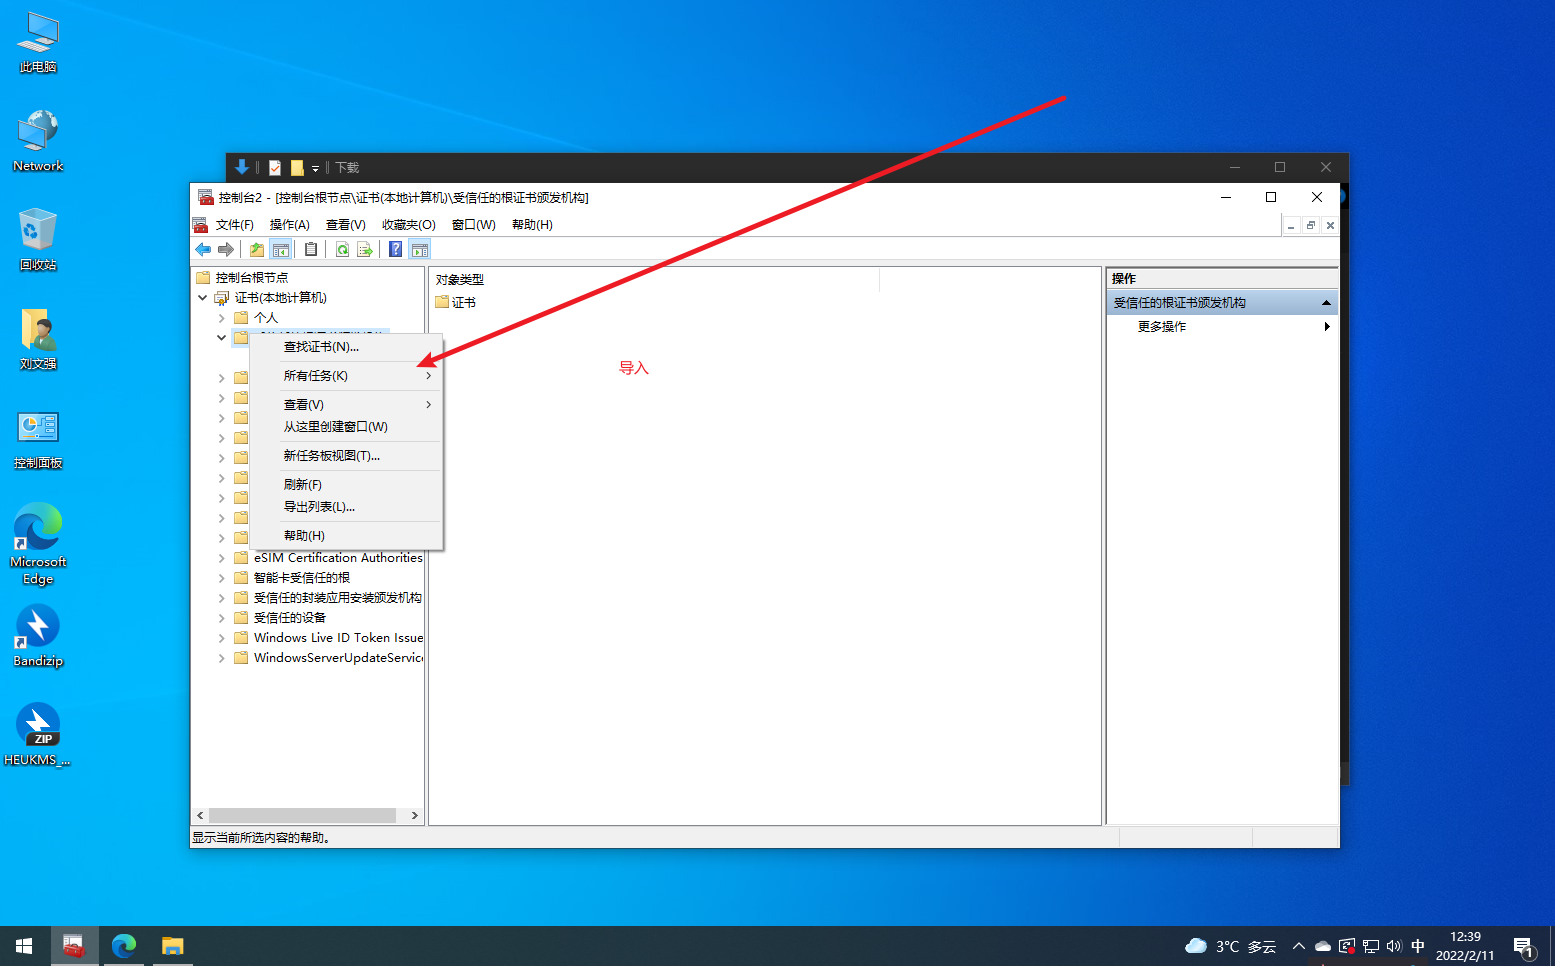 此电脑
Network
回收站
刘文强
控制面板
Microsoft
Edge
Bandizip
ZIP
HEUKMS_...
下载
控制台2 - [控制台根节点\证书(本地计算机)\受信任的根证书颁发机构]
文件(F) 操作(A) 查看(V) 收藏夹(O) 窗口(W) 帮助(H)
控制台根节点
证书(本地计算机)
个人
查找证书(N)...
所有任务(K)
查看(V)
从这里创建窗口(W)
新任务板视图(T)...
刷新(F)
导出列表(L)...
帮助(H)
eSIM Certification Authorities
智能卡受信任的根
受信任的封装应用安装颁发机构
受信任的设备
Windows Live ID Token Issue
WindowsServerUpdateServic
对象类型
证书
导入
操作
受信任的根证书颁发机构
更多操作
显示当前所选内容的帮助。
3°C 多云
中
12:39
2022/2/11
1